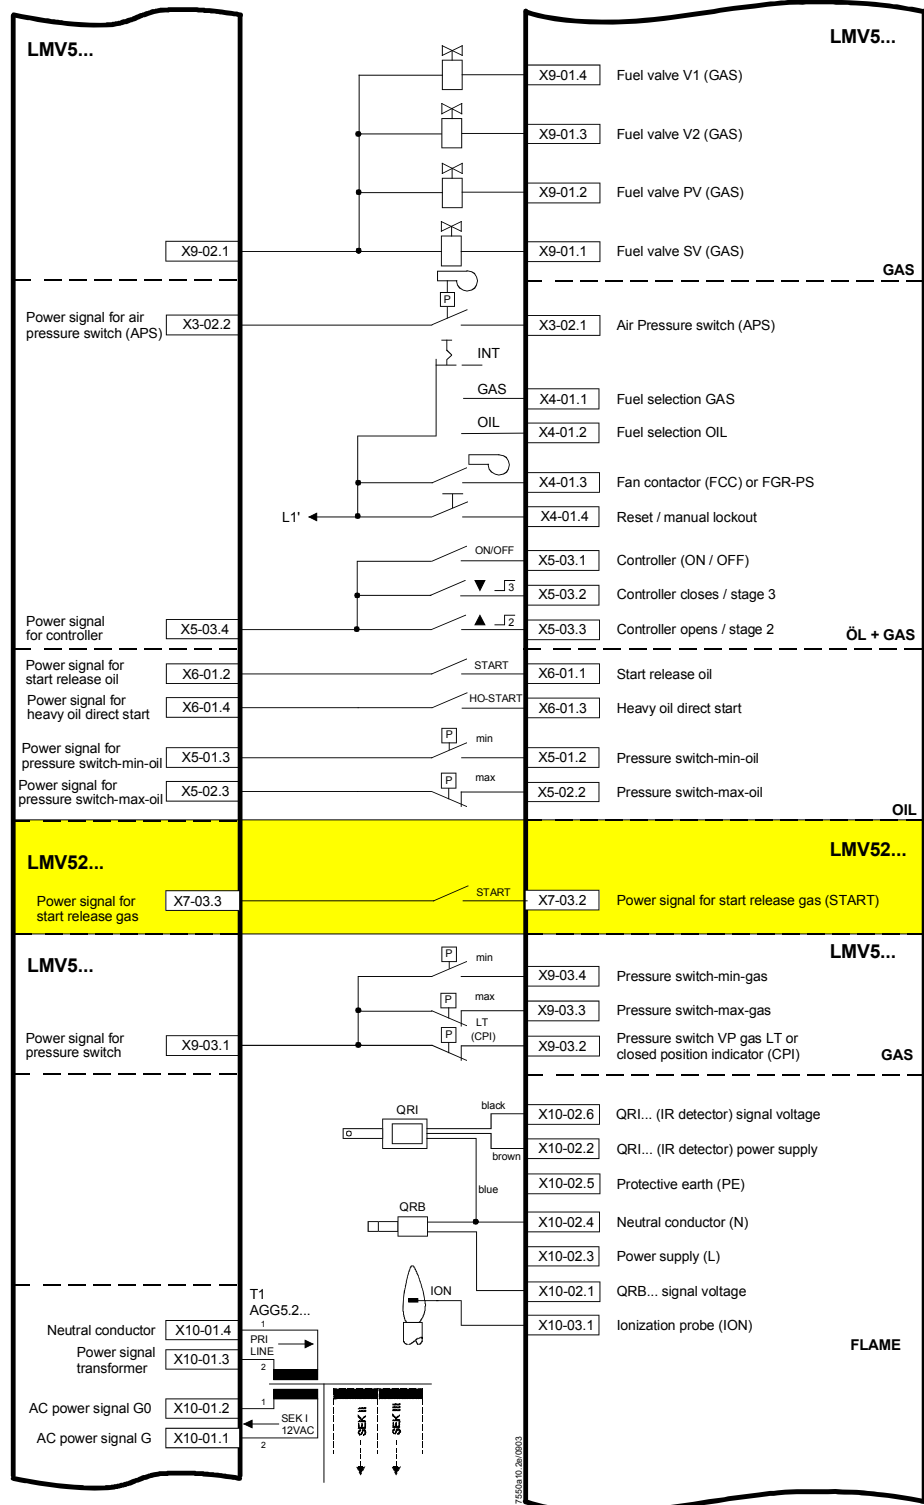 LMV5...
LMV5...
X9-01.4 Fuel valve V1 (GAS)
X9-01.3 Fuel valve V2 (GAS)
X9-01.2 Fuel valve PV (GAS)
X9-02.1 X9-01.1 Fuel valve SV (GAS)
GAS
P
Power signal for air
pressure switch (APS) X3-02.2 X3-02.1 Air Pressure switch (APS)
INT
GAS X4-01.1 Fuel selection GAS
OIL X4-01.2 Fuel selection OIL
X4-01.3 Fan contactor (FCC) or FGR-PS
L1' X4-01.4 Reset / manual lockout
ON/OFF X5-03.1 Controller (ON / OFF)
▼ 3 X5-03.2 Controller closes / stage 3
Power signal
for controller X5-03.4 ▲ 2 X5-03.3 Controller opens / stage 2 ÖL + GAS
Power signal for
start release oil X6-01.2 START X6-01.1 Start release oil
Power signal for
heavy oil direct start X6-01.4 HO-START X6-01.3 Heavy oil direct start
Power signal for
pressure switch-min-oil X5-01.3 P min X5-01.2 Pressure switch-min-oil
Power signal for
pressure switch-max-oil X5-02.3 P max X5-02.2 Pressure switch-max-oil
OIL
LMV52...
LMV52...
Power signal for
start release gas X7-03.3 START X7-03.2 Power signal for start release gas (START)
LMV5...
LMV5...
P min X9-03.4 Pressure switch-min-gas
P max X9-03.3 Pressure switch-max-gas
Power signal for
pressure switch X9-03.1 P LT
(CPI) X9-03.2 Pressure switch VP gas LT or
closed position indicator (CPI) GAS
QRI black X10-02.6 QRI... (IR detector) signal voltage
brown X10-02.2 QRI... (IR detector) power supply
X10-02.5 Protective earth (PE)
blue
QRB X10-02.4 Neutral conductor (N)
X10-02.3 Power supply (L)
X10-02.1 QRB... signal voltage
ION X10-03.1 Ionization probe (ION)
FLAME
T1
AGG5.2...
Neutral conductor X10-01.4 1
PRI
LINE
Power signal
transformer X10-01.3 2
AC power signal G0 X10-01.2 1
SEK I
12VAC
AC power signal G X10-01.1 2
SEK II
SEK III
7550a10.2e/0903